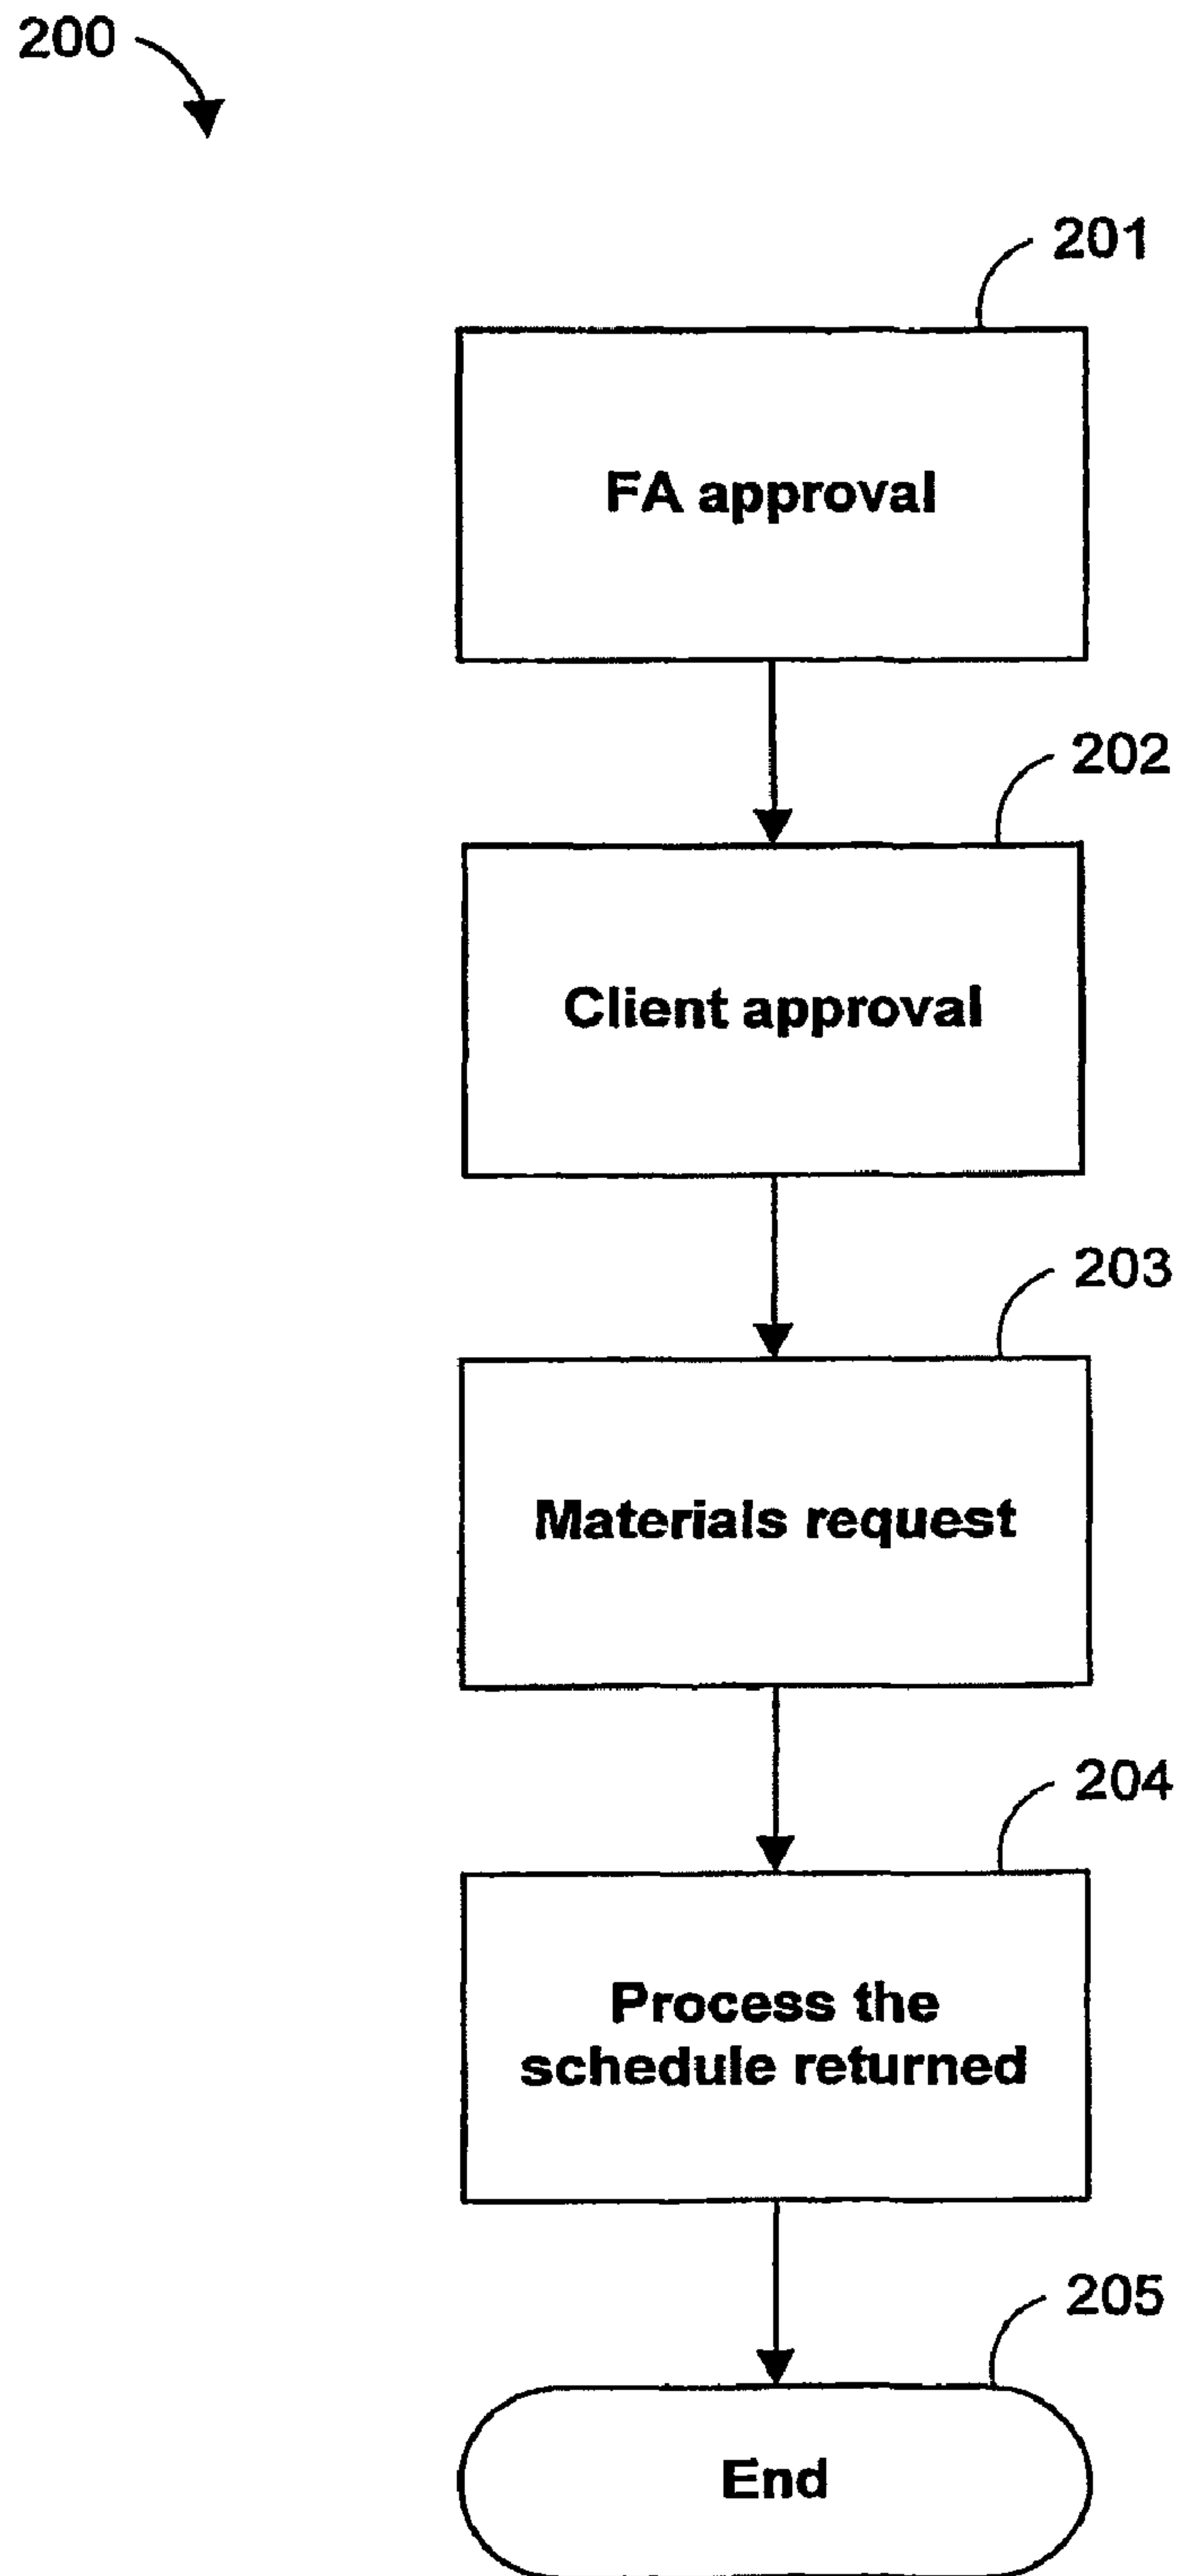 200
201
FA approval
202
Client approval
203
Materials request
204
Process the
schedule returned
205
End